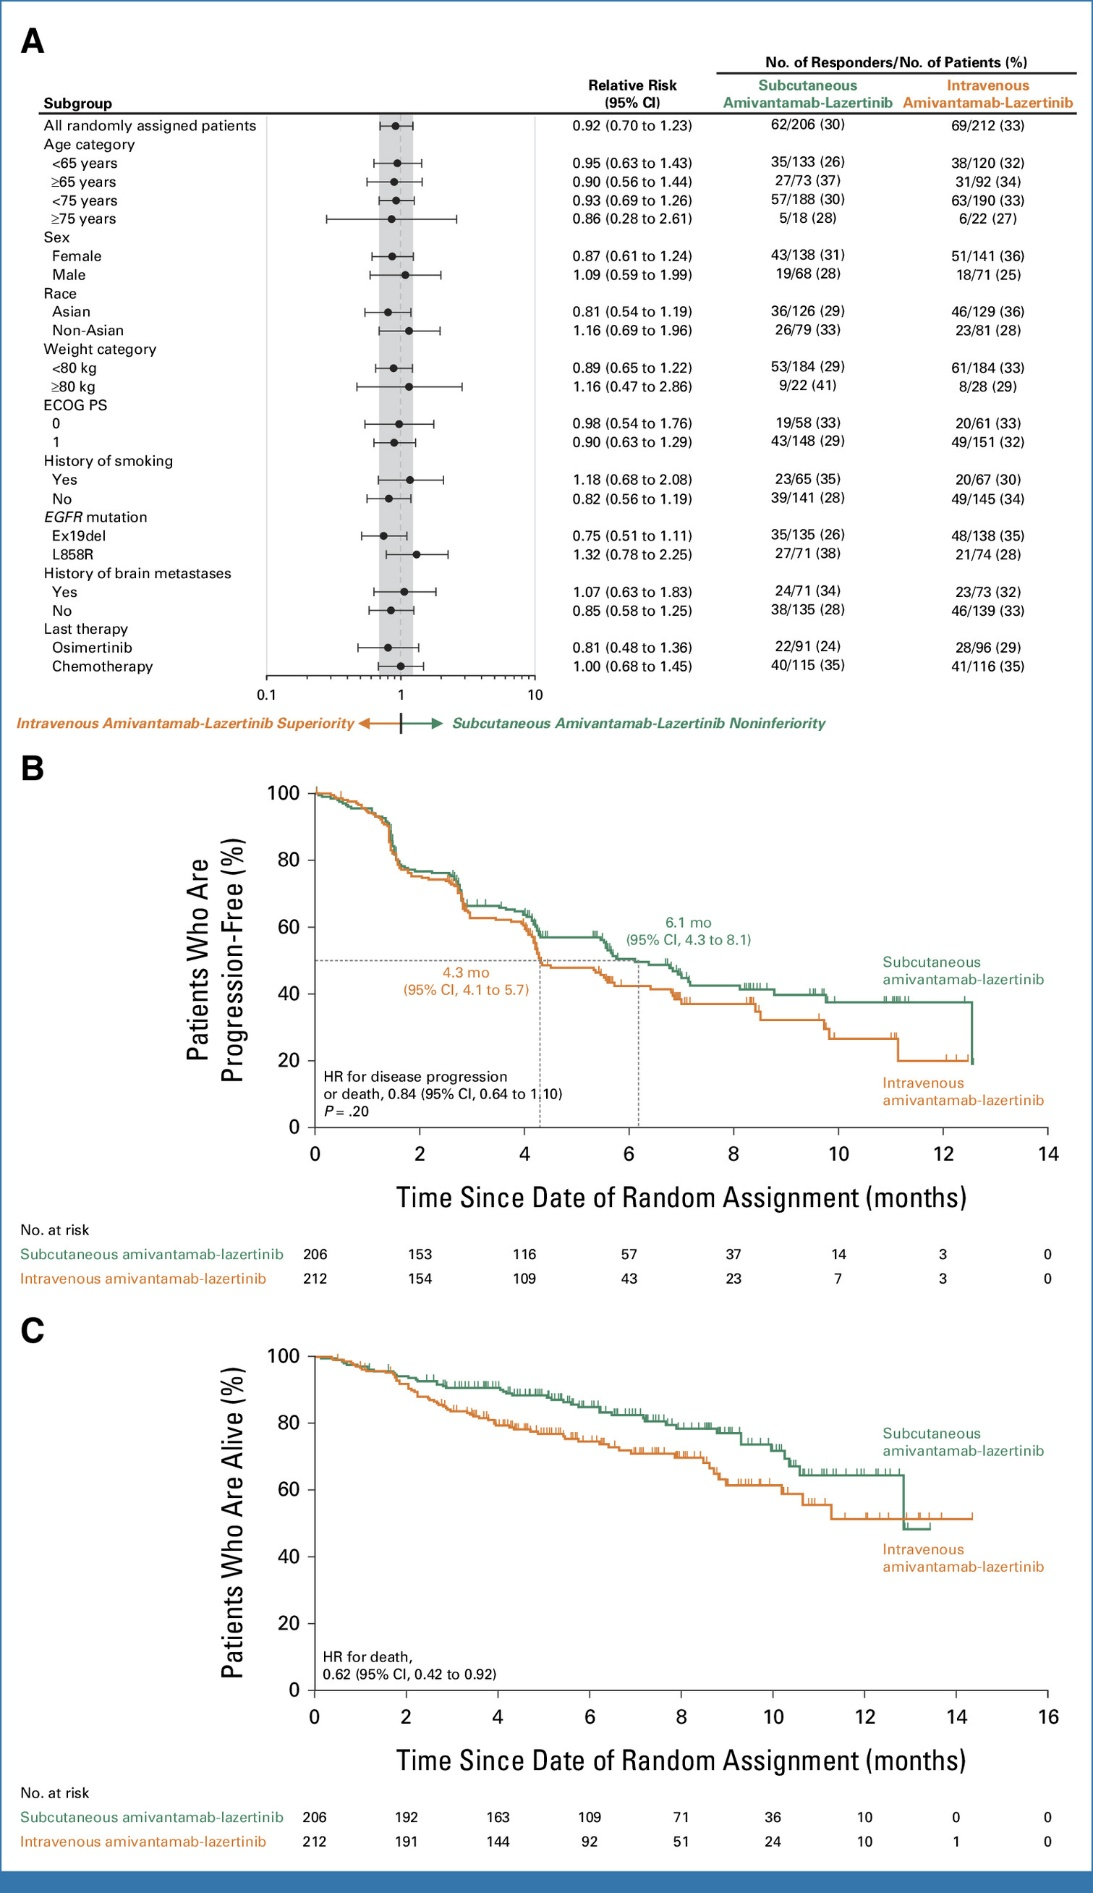 A
No. of Responders/No. of Patients (%)
Relative Risk Subcutaneous Intravenous
Subgroup (95% CI) Amivantamab-Lazertinib Amivantamab-Lazertinib
All randomly assigned patients 0.92 (0.70 to 1.23) 62/206 (30) 69/212 (33)
Age category
<65 years 0.95 (0.63 to 1.43) 35/133 (26) 38/120 (32)
≥65 years 0.90 (0.56 to 1.44) 27/73 (37) 31/92 (34)
<75 years 0.93 (0.69 to 1.26) 57/188 (30) 63/190 (33)
≥75 years 0.86 (0.28 to 2.61) 5/18 (28) 6/22 (27)
Sex
Female 0.87 (0.61 to 1.24) 43/138 (31) 51/141 (36)
Male 1.09 (0.59 to 1.99) 19/68 (28) 18/71 (25)
Race
Asian 0.81 (0.54 to 1.19) 36/126 (29) 46/129 (36)
Non-Asian 1.16 (0.69 to 1.96) 26/79 (33) 23/81 (28)
Weight category
<80 kg 0.89 (0.65 to 1.22) 53/184 (29) 61/184 (33)
≥80 kg 1.16 (0.47 to 2.86) 9/22 (41) 8/28 (29)
ECOG PS
0 0.98 (0.54 to 1.76) 19/58 (33) 20/61 (33)
1 0.90 (0.63 to 1.29) 43/148 (29) 49/151 (32)
History of smoking
Yes 1.18 (0.68 to 2.08) 23/65 (35) 20/67 (30)
No 0.82 (0.56 to 1.19) 39/141 (28) 49/145 (34)
EGFR mutation
Ex19del 0.75 (0.51 to 1.11) 35/135 (26) 48/138 (35)
L858R 1.32 (0.78 to 2.25) 27/71 (38) 21/74 (28)
History of brain metastases
Yes 1.07 (0.63 to 1.83) 24/71 (34) 23/73 (32)
No 0.85 (0.58 to 1.25) 38/135 (28) 46/139 (33)
Last therapy
Osimertinib 0.81 (0.48 to 1.36) 22/91 (24) 28/96 (29)
Chemotherapy 1.00 (0.68 to 1.45) 40/115 (35) 41/116 (35)
0.1 1 10
Intravenous Amivantamab-Lazertinib Superiority Subcutaneous Amivantamab-Lazertinib Noninferiority
B
Patients Who Are
Progression-Free (%)
100
80
60
40
20
0
6.1 mo
(95% CI, 4.3 to 8.1)
4.3 mo
(95% CI, 4.1 to 5.7)
Subcutaneous
amivantamab-lazertinib
Intravenous
amivantamab-lazertinib
HR for disease progression
or death, 0.84 (95% CI, 0.64 to 1.10)
P = .20
0 2 4 6 8 10 12 14
Time Since Date of Random Assignment (months)
No. at risk
Subcutaneous amivantamab-lazertinib 206 153 116 57 37 14 3 0
Intravenous amivantamab-lazertinib 212 154 109 43 23 7 3 0
C
Patients Who Are Alive (%)
100
80
60
40
20
0
Subcutaneous
amivantamab-lazertinib
Intravenous
amivantamab-lazertinib
HR for death,
0.62 (95% CI, 0.42 to 0.92)
0 2 4 6 8 10 12 14 16
Time Since Date of Random Assignment (months)
No. at risk
Subcutaneous amivantamab-lazertinib 206 192 163 109 71 36 10 0 0
Intravenous amivantamab-lazertinib 212 191 144 92 51 24 10 1 0